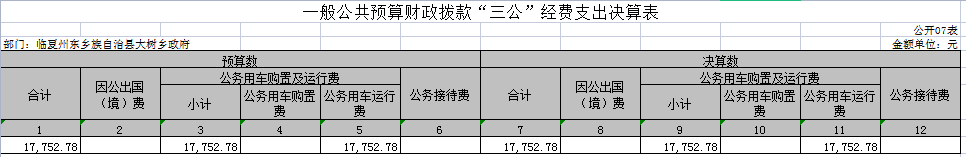 一般公共预算财政拨款“三公”经费支出决算表
公开07表
部门：临夏州东乡族自治县大树乡政府 金额单位：元
预算数 决算数
合计 因公出国（境）费 公务用车购置及运行费 公务接待费 合计 因公出国（境）费 公务用车购置及运行费 公务接待费
小计 公务用车购置费 公务用车运行费 小计 公务用车购置费 公务用车运行费
1 2 3 4 5 6 7 8 9 10 11 12
17,752.78 17,752.78 17,752.78 17,752.78 17,752.78 17,752.78